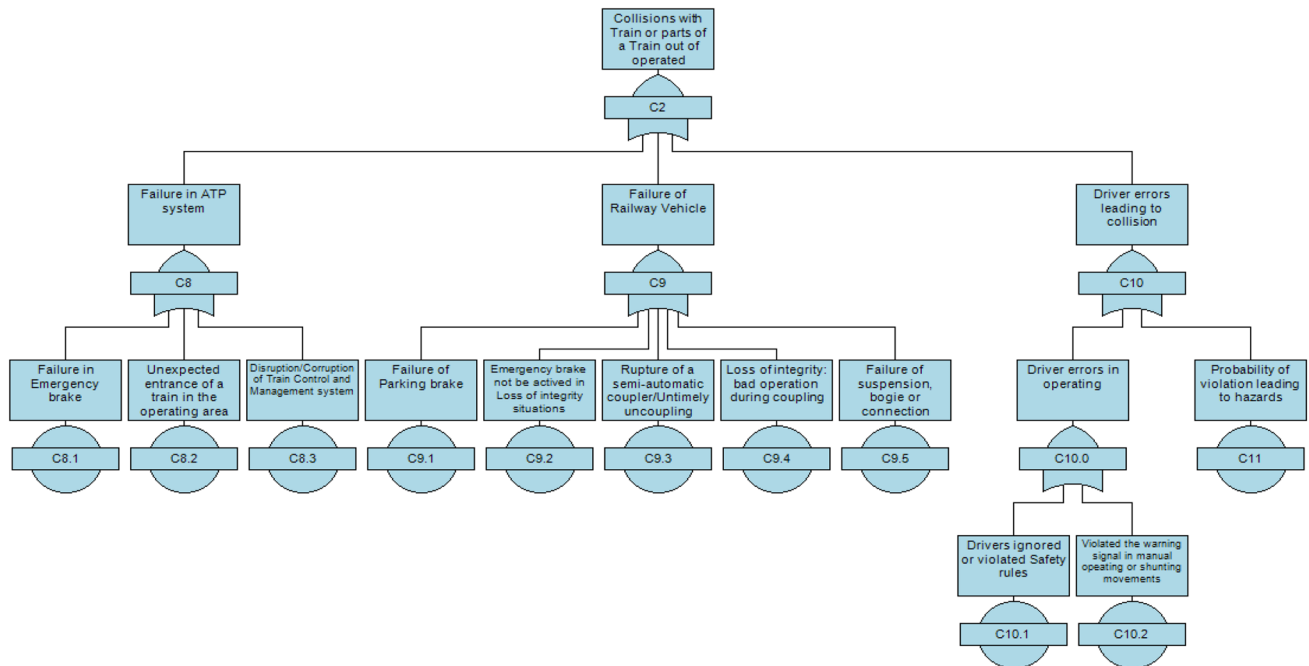 Collisions with
Train or parts of
a Train out of
operated
C2
Failure in ATP
system
C8
Failure of
Railway Vehicle
C9
Driver errors
leading to
collision
C10
Failure in
Emergency
brake
C8.1
Unexpected
entrance of a
train in the
operating area
C8.2
Disruption/Corruption
of Train Control and
Management system
C8.3
Failure of
Parking brake
C9.1
Emergency brake
not be actived in
Loss of integrity
situations
C9.2
Rupture of a
semi-automatic
coupler/Untimely
uncoupling
C9.3
Loss of integrity:
bad operation
during coupling
C9.4
Failure of
suspension,
bogie or
connection
C9.5
Driver errors in
operating
C10.0
Probability of
violation leading
to hazards
C11
Drivers ignored
or violated Safety
rules
C10.1
Violated the warning
signal in manual
opeating or shunting
movements
C10.2